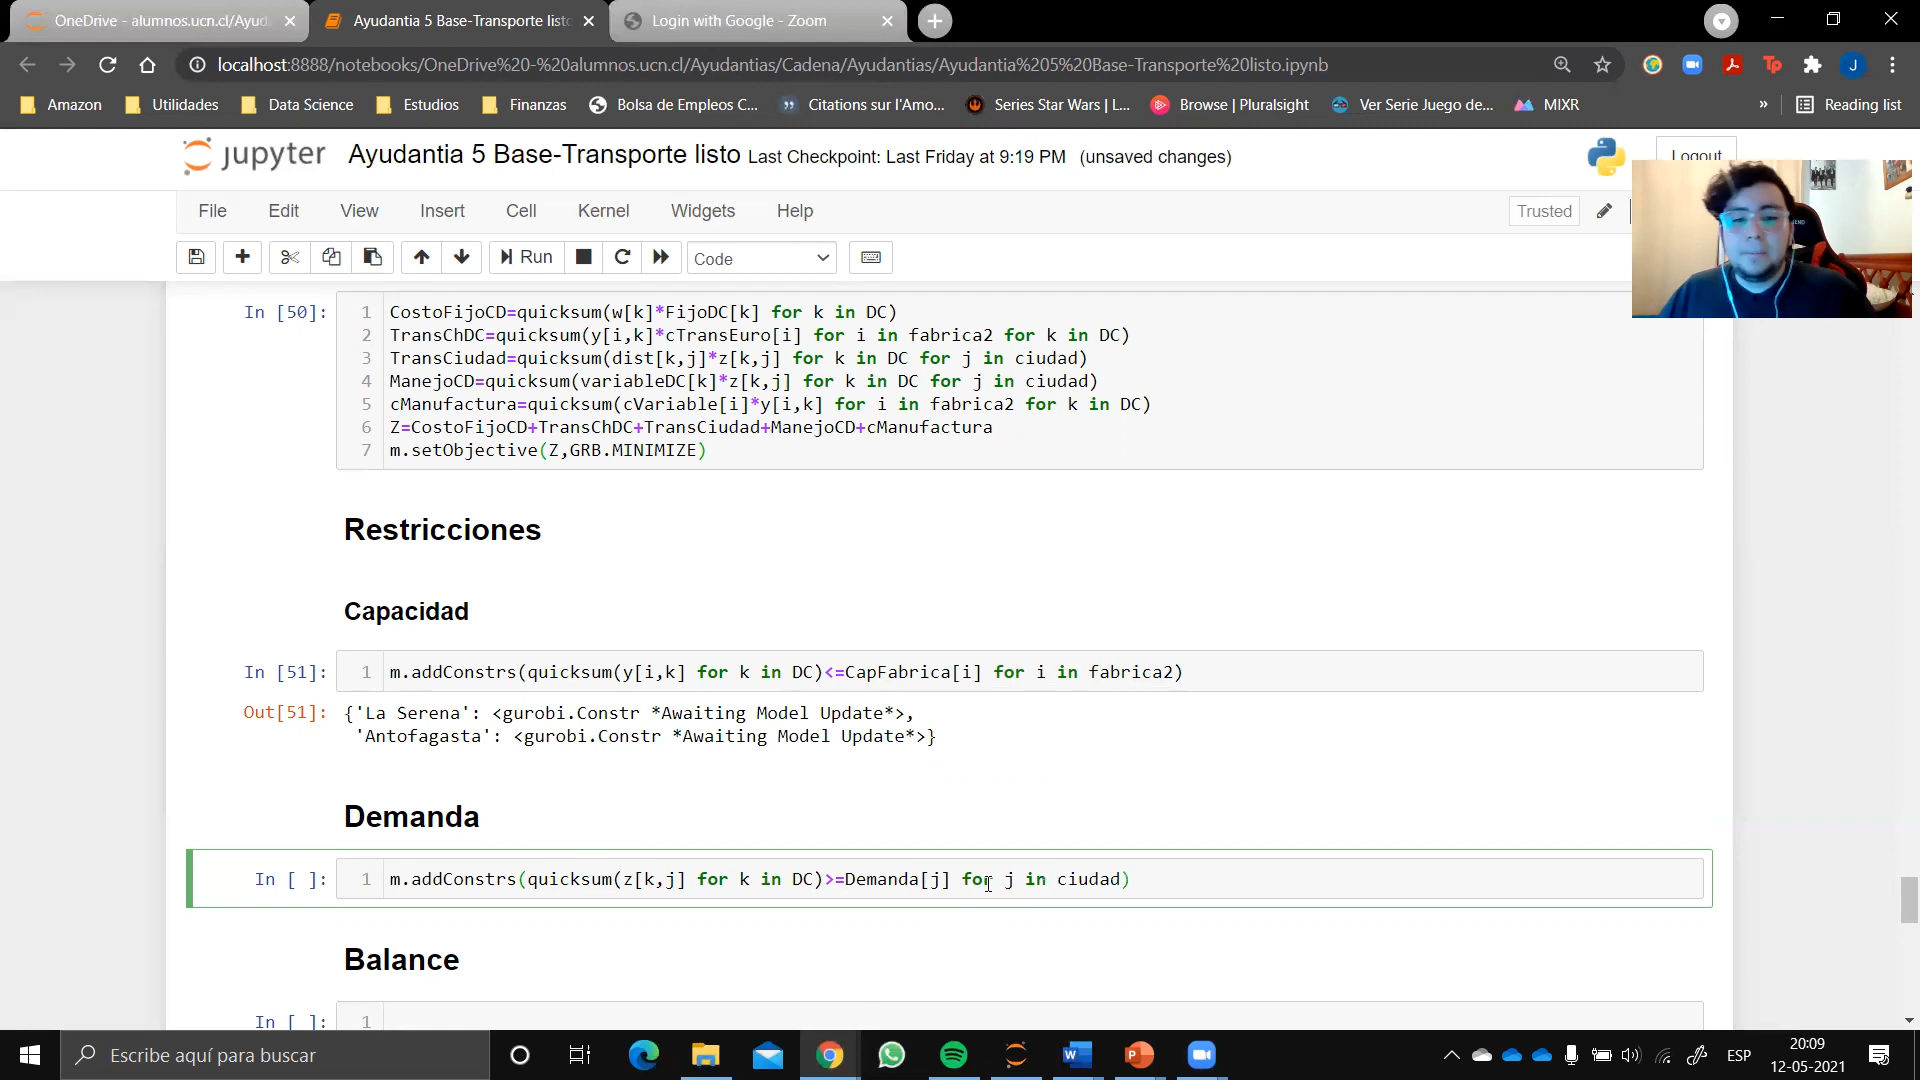 OneDrive - alumnos.ucn.cl/Ayud
Ayudantia 5 Base-Transporte listo
Login with Google - Zoom
localhost:8888/notebooks/OneDrive%20-%20alumnos.ucn.cl/Ayudantias/Cadena/Ayudantias/Ayudantia%205%20Base-Transporte%20listo.ipynb
Amazon
Utilidades
Data Science
Estudios
Finanzas
Bolsa de Empleos C...
Citations sur l'Amo...
Series Star Wars | L...
Browse | Pluralsight
Ver Serie Juego de...
MIXR
»
Reading list
jupyter
Ayudantia 5 Base-Transporte listo Last Checkpoint: Last Friday at 9:19 PM (unsaved changes)
Logout
File Edit View Insert Cell Kernel Widgets Help
Trusted
Run
Code
In [50]:
1 CostoFijoCD=quicksum(w[k]*FijoDC[k] for k in DC)
2 TransChDC=quicksum(y[i,k]*cTransEuro[i] for i in fabrica2 for k in DC)
3 TransCiudad=quicksum(dist[k,j]*z[k,j] for k in DC for j in ciudad)
4 ManejoCD=quicksum(variableDC[k]*z[k,j] for k in DC for j in ciudad)
5 cManufactura=quicksum(cVariable[i]*y[i,k] for i in fabrica2 for k in DC)
6 Z=CostoFijoCD+TransChDC+TransCiudad+ManejoCD+cManufactura
7 m.setObjective(Z,GRB.MINIMIZE)
Restricciones
Capacidad
In [51]: 1 m.addConstrs(quicksum(y[i,k] for k in DC)<=CapFabrica[i] for i in fabrica2)
Out[51]: {'La Serena': <gurobi.Constr *Awaiting Model Update*>,
'Antofagasta': <gurobi.Constr *Awaiting Model Update*>}
Demanda
In [ ]: 1 m.addConstrs(quicksum(z[k,j] for k in DC)>=Demanda[j] for j in ciudad)
Balance
In [ ]: 1
Escribe aquí para buscar
ESP
20:09
12-05-2021